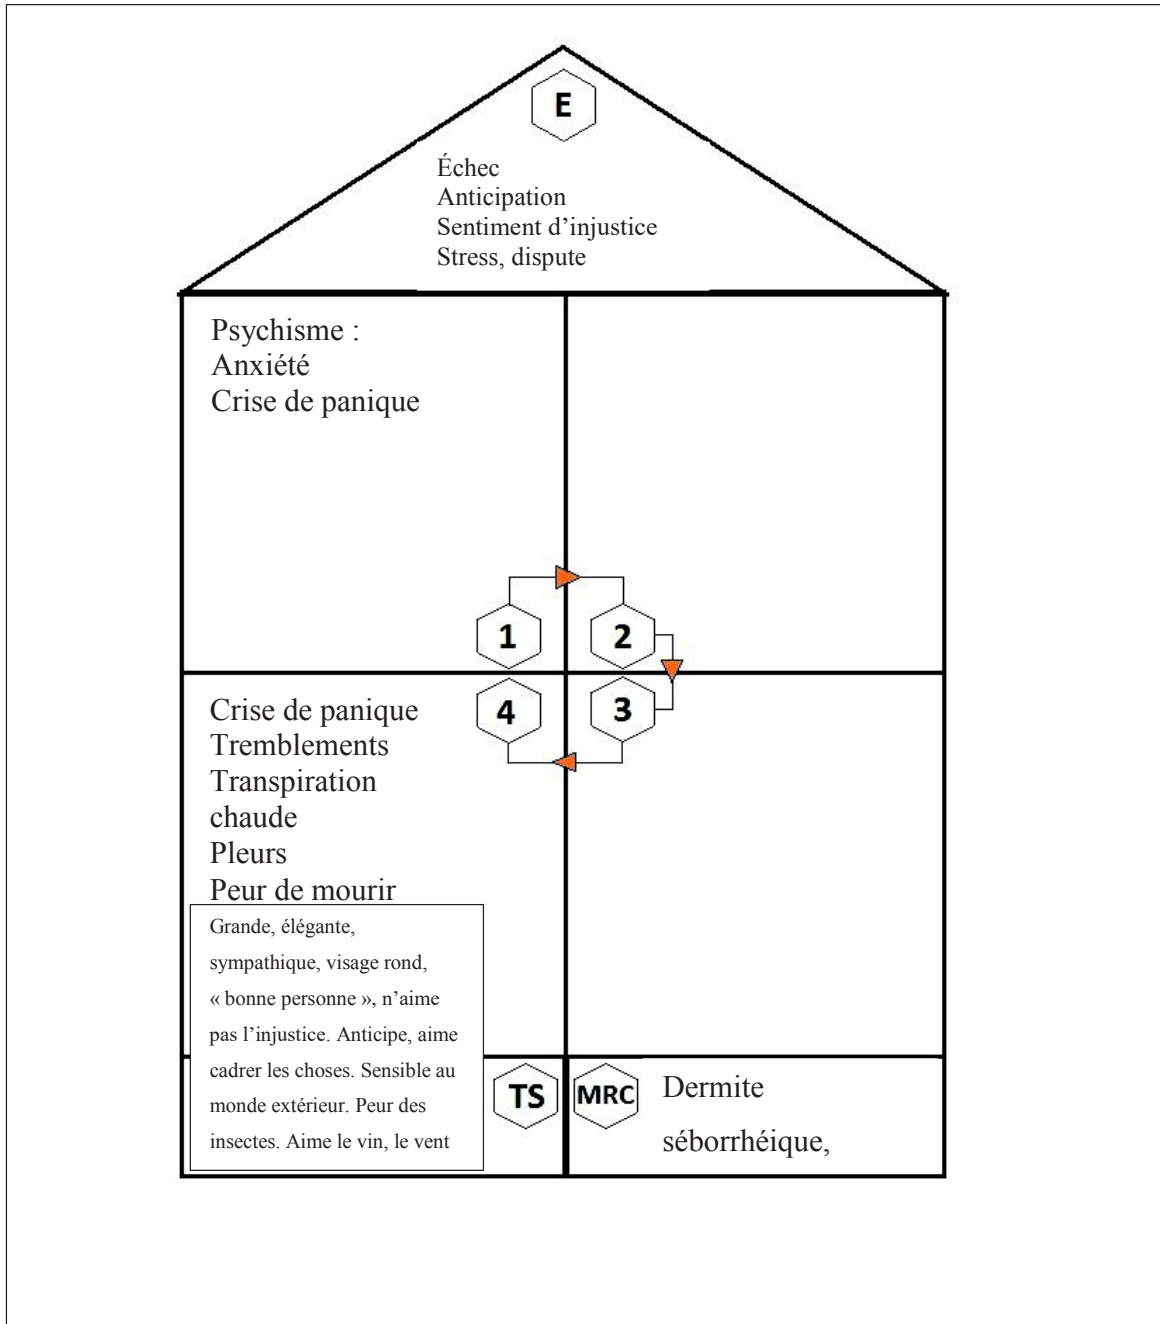 E
Échec
Anticipation
Sentiment d’injustice
Stress, dispute
Psychisme :
Anxiété
Crise de panique
1
2
4
3
Crise de panique
Tremblements
Transpiration
chaude
Pleurs
Peur de mourir
Grande, élégante,
sympathique, visage rond,
« bonne personne », n’aime
pas l’injustice. Anticipe, aime
cadrer les choses. Sensible au
monde extérieur. Peur des
insectes. Aime le vin, le vent
TS
MRC
Dermite
séborrhéique,